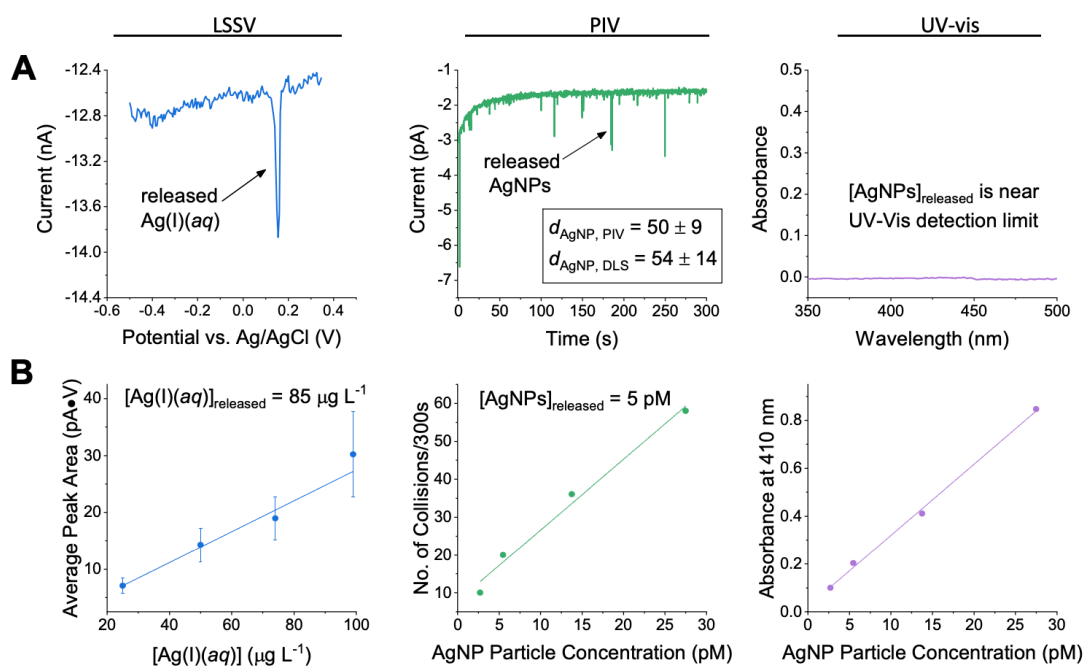 LSSV
PIV
UV-vis
A
-12.4
-12.8
-13.2
-13.6
-14.0
-14.4
Current (nA)
released
Ag(I)(aq)
-0.6
-0.4
-0.2
0.0
0.2
0.4
Potential vs. Ag/AgCl (V)
-1
-2
-3
-4
-5
-6
-7
Current (pA)
released
AgNPs
dAgNP, PIV = 50 ± 9
dAgNP, DLS = 54 ± 14
0
50
100
150
200
250
300
Time (s)
0.5
0.4
0.3
0.2
0.1
0.0
Absorbance
[AgNPs]released is near
UV-Vis detection limit
350
400
450
500
Wavelength (nm)
B
40
30
20
10
Average Peak Area (pA•V)
[Ag(I)(aq)]released = 85 μg L-1
20
40
60
80
100
[Ag(I)(aq)] (μg L-1)
60
50
40
30
20
10
No. of Collisions/300s
[AgNPs]released = 5 pM
0
5
10
15
20
25
30
AgNP Particle Concentration (pM)
0.8
0.6
0.4
0.2
0.0
Absorbance at 410 nm
0
5
10
15
20
25
30
AgNP Particle Concentration (pM)